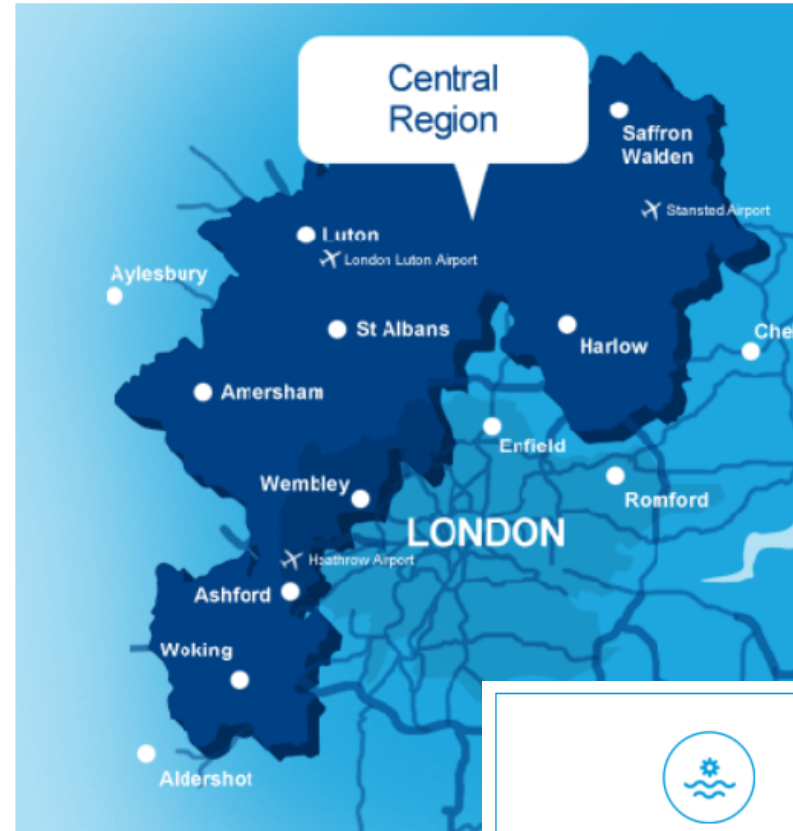 Central
Region
Saffron
Walden
Stansted Airport
Luton
London Luton Airport
Aylesbury
St Albans
Harlow
Che
Amersham
Enfield
Wembley
Romford
LONDON
Heathrow Airport
Ashford
Woking
Aldershot